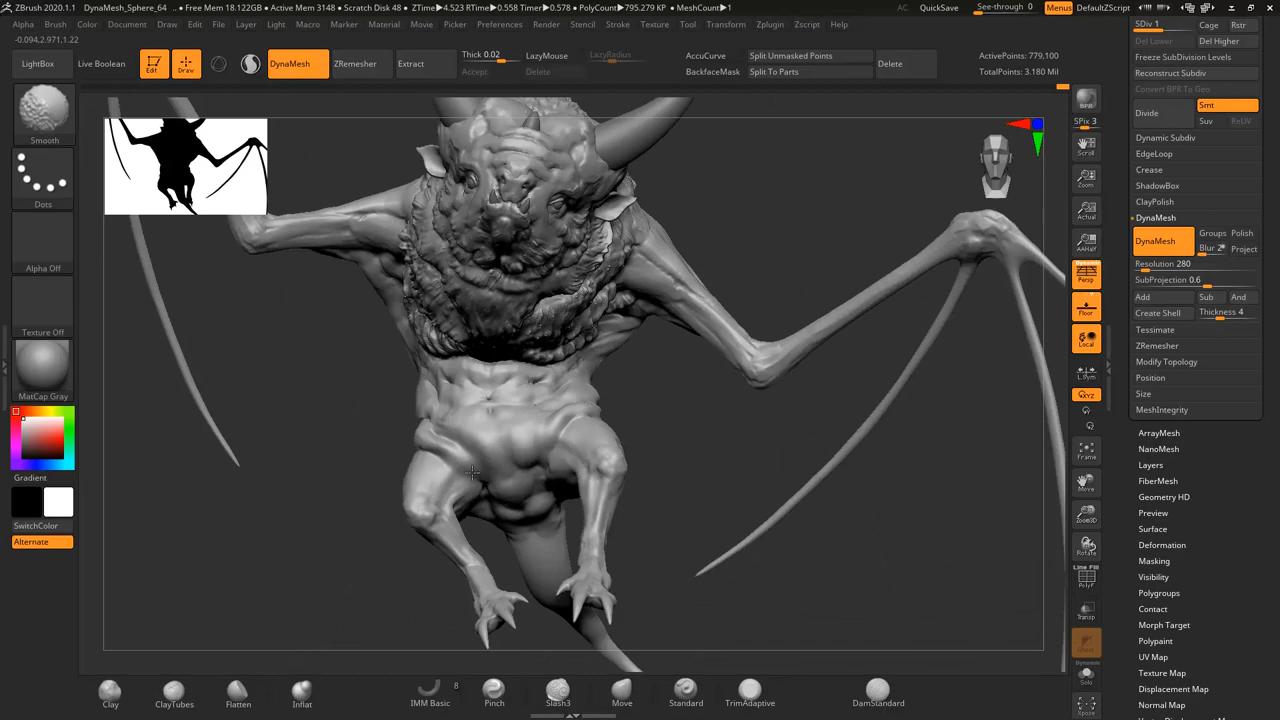 ZBrush 2020.1.1 DynaMesh_Sphere_64 .. • Free Mem 18.122GB • Active Mem 3148 • Scratch Disk 48 • ZTime▸4.523 RTime▸0.558 Timer▸0.578 • PolyCount▸795.279 KP • MeshCount▸1 AC QuickSave See-through 0 Menus DefaultZScript
Alpha Brush Color Document Draw Edit File Layer Light Macro Marker Material Movie Picker Preferences Render Stencil Stroke Texture Tool Transform Zplugin Zscript Help
-0.094,2.971,1.22
LightBox Live Boolean Edit Draw DynaMesh ZRemesher Extract
Thick 0.02 LazyMouse LazyRadius
Accept Delete
AccuCurve Split Unmasked Points
BackfaceMask Split To Parts
Delete
ActivePoints: 779,100
TotalPoints: 3.180 Mil
Smooth
Dots
Alpha Off
Texture Off
MatCap Gray
Gradient
SwitchColor
Alternate
BPR
SPix 3
Scroll
Zoom
Actual
AAHalf
Dynamic
Persp
Floor
Local
L.Sym
XYZ
Frame
Move
Zoom3D
Rotate
Line Fill
PolyF
Transp
Ghost
Dynamic
Solo
Xpose
SDiv 1 Cage Rstr
Del Lower Del Higher
Freeze SubDivision Levels
Reconstruct Subdiv
Convert BPR To Geo
Divide Smt
Suv ReUV
Dynamic Subdiv
EdgeLoop
Crease
ShadowBox
ClayPolish
DynaMesh
DynaMesh Groups Polish
Blur 2 Project
Resolution 280
SubProjection 0.6
Add Sub And
Create Shell Thickness 4
Tessimate
ZRemesher
Modify Topology
Position
Size
MeshIntegrity
ArrayMesh
NanoMesh
Layers
FiberMesh
Geometry HD
Preview
Surface
Deformation
Masking
Visibility
Polygroups
Contact
Morph Target
Polypaint
UV Map
Texture Map
Displacement Map
Normal Map
Clay ClayTubes Flatten Inflat IMM Basic 8 Pinch Slash3 Move Standard TrimAdaptive DamStandard